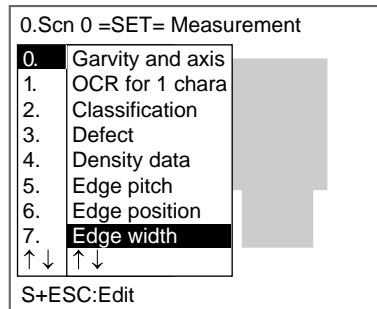 0.Scn 0 =SET= Measurement
0. Garvity and axis
1. OCR for 1 chara
2. Classification
3. Defect
4. Density data
5. Edge pitch
6. Edge position
7. Edge width
↑↓ ↑↓
S+ESC:Edit